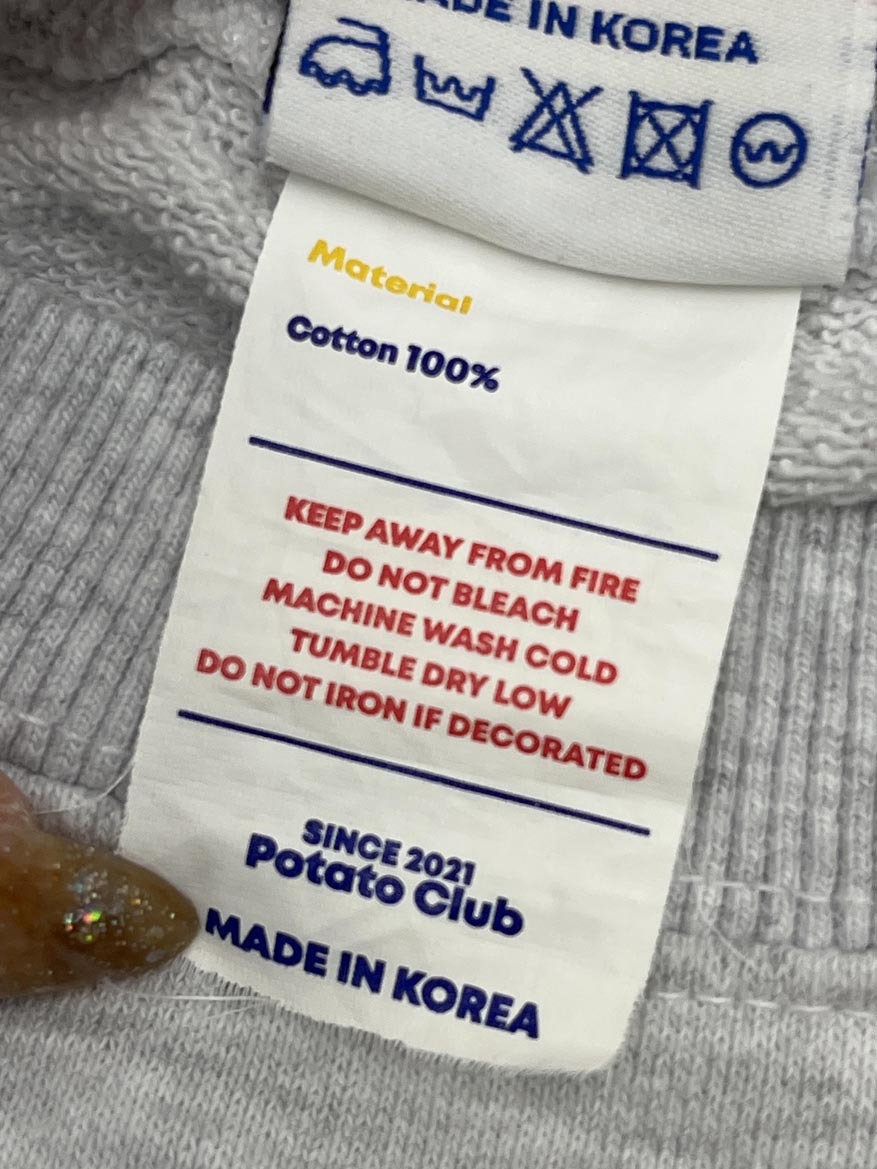 MADE IN KOREA
Material
Cotton 100%
KEEP AWAY FROM FIRE
DO NOT BLEACH
MACHINE WASH COLD
TUMBLE DRY LOW
DO NOT IRON IF DECORATED
SINCE 2021
Potato Club
MADE IN KOREA